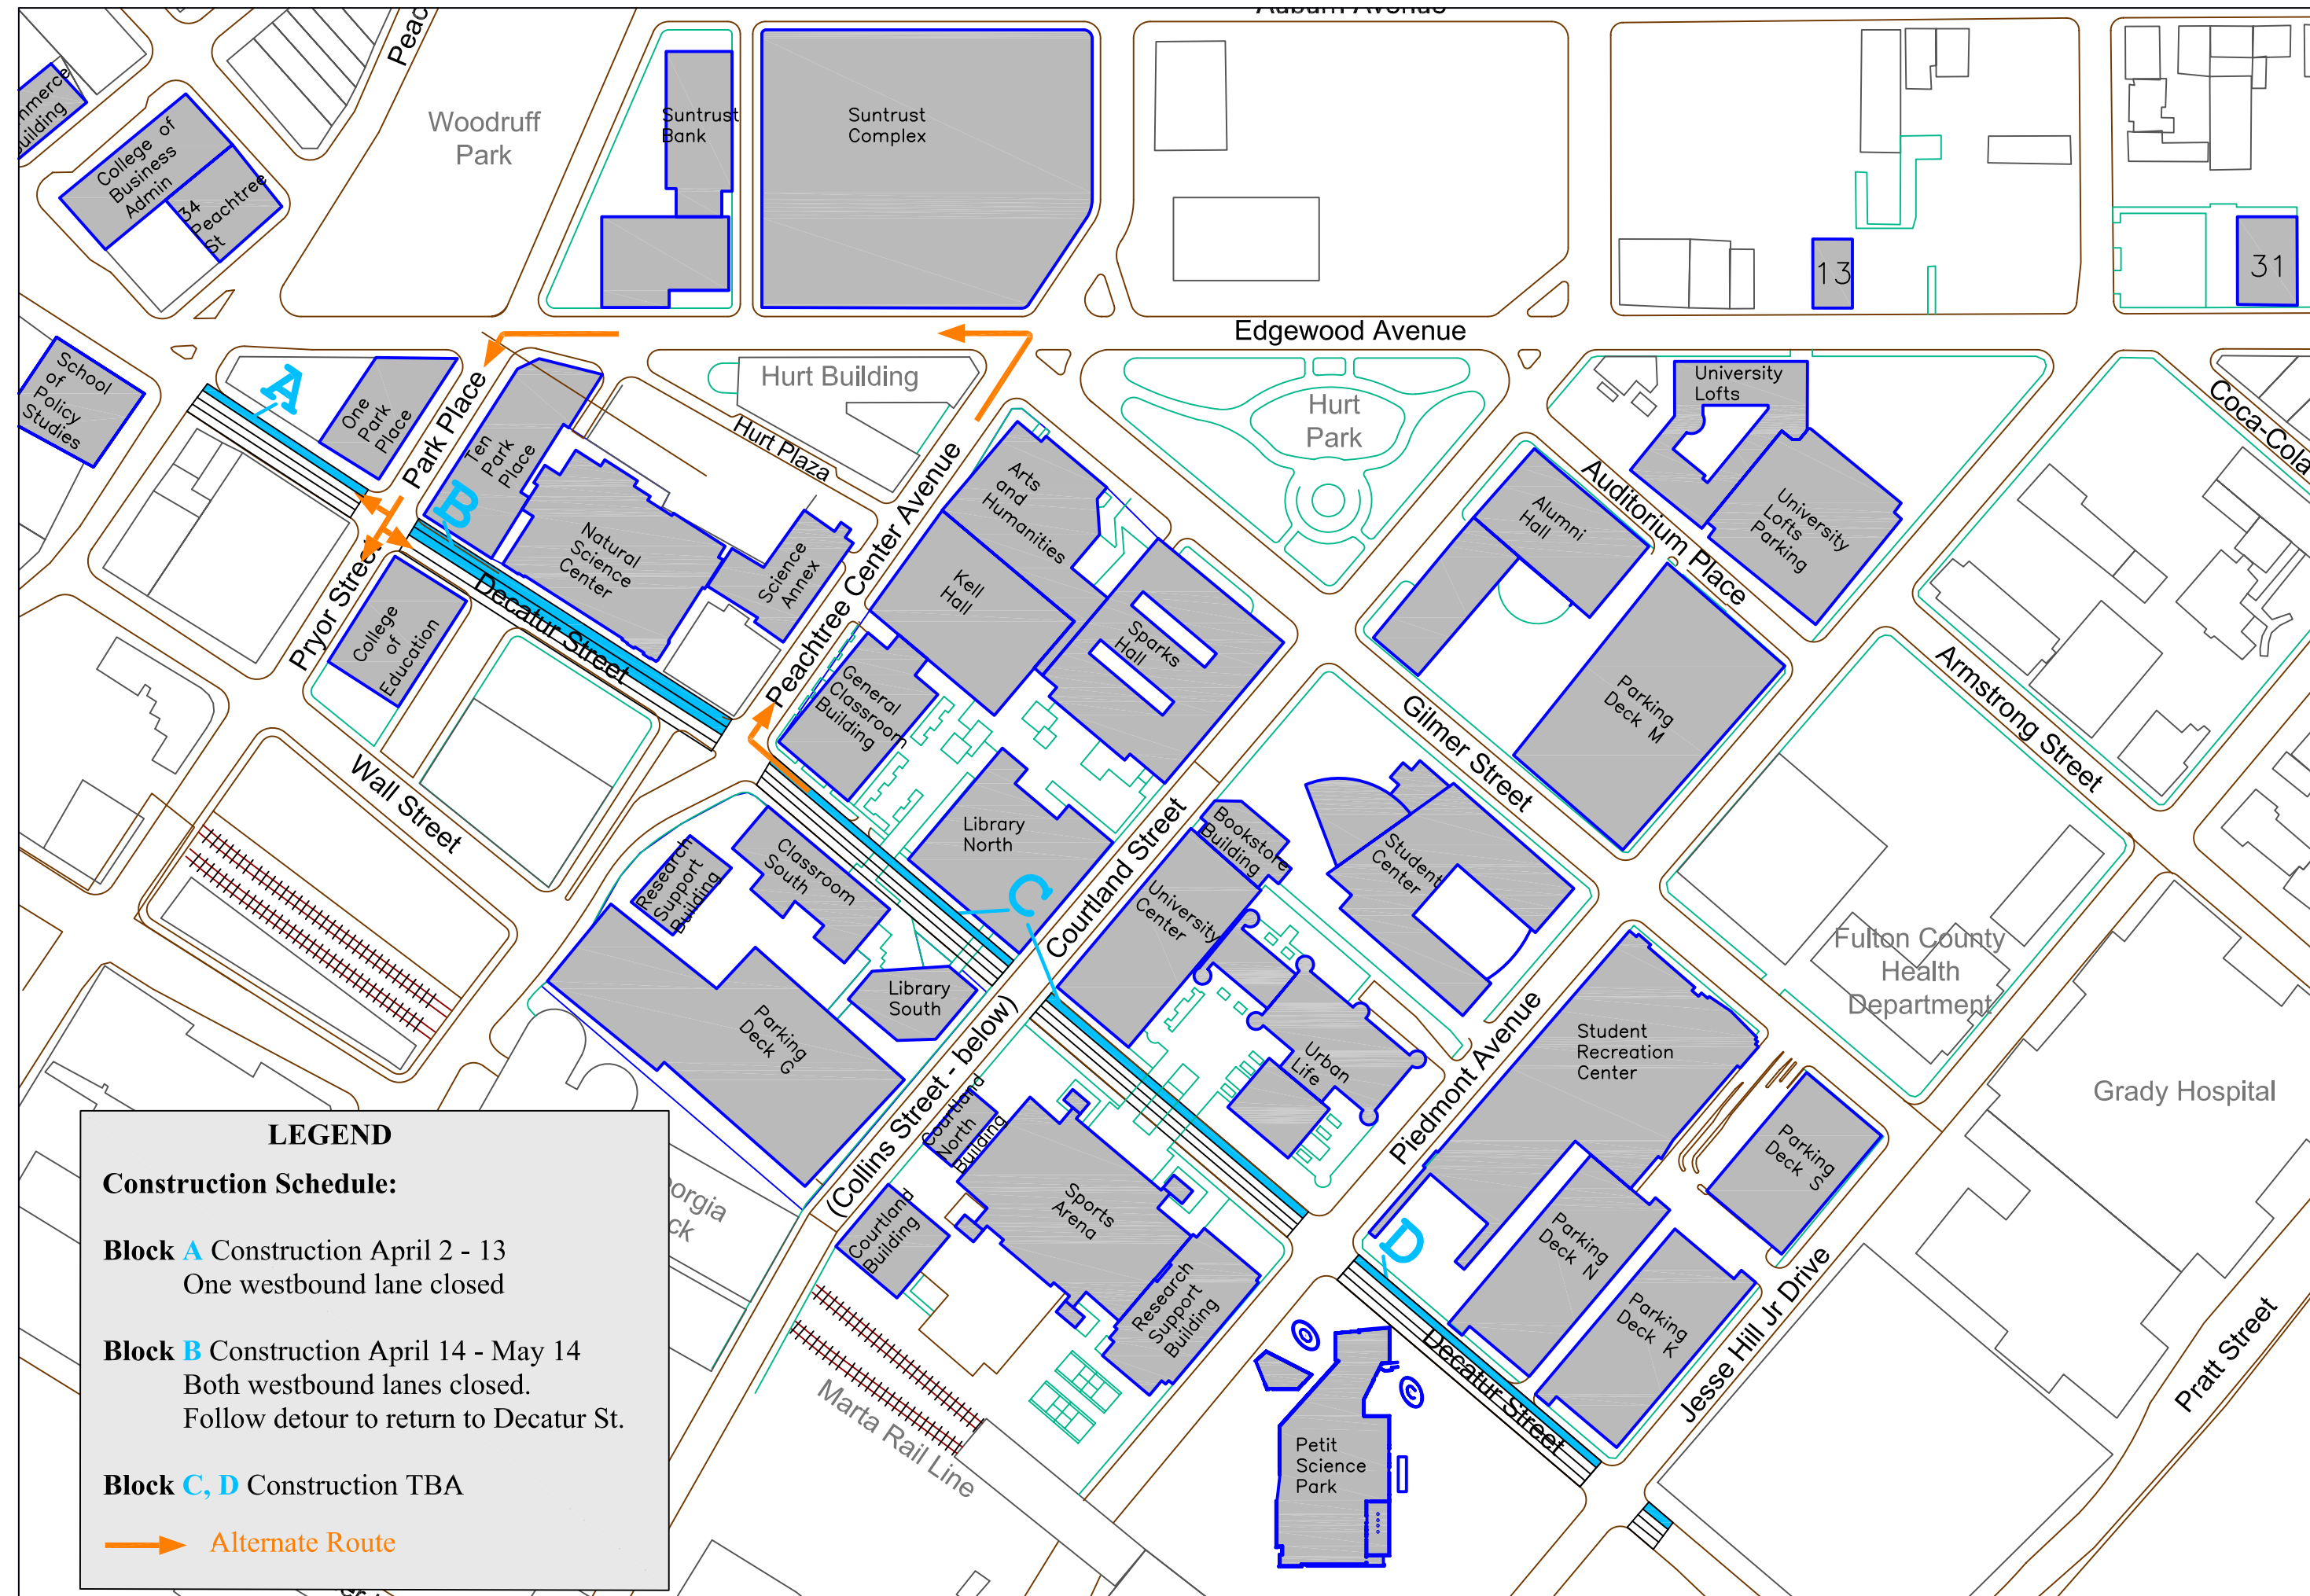 Auburn Avenue
Woodruff
Park
Suntrust
Bank
Suntrust
Complex
College of
Business
Admin
34
Peachtree
St
13
31
School
of
Policy
Studies
A
One
Park
Place
Park Place
Edgewood Avenue
Hurt Building
Hurt Plaza
Hurt
Park
University
Lofts
University
Lofts
Parking
Auditorium Place
Coca-Cola
Ten
Park
Place
B
Natural
Science
Center
Science
Annex
Peachtree Center Avenue
Arts
and
Humanities
Kell
Hall
Sparks
Hall
Alumni
Hall
Parking
Deck M
Armstrong Street
Pryor Street
College
of
Education
Decatur Street
General
Classroom
Building
Gilmer Street
Wall Street
Library
North
C
Courtland Street
Bookstore
Building
Student
Center
University
Center
Research
Support
Building
Classroom
South
Library
South
Parking
Deck G
Urban
Life
Piedmont Avenue
Student
Recreation
Center
Fulton County
Health
Department
Grady Hospital
Parking
Deck S
(Collins Street - below)
Courtland
North
Building
Courtland
Building
Sports
Arena
Research
Support
Building
D
Parking
Deck N
Parking
Deck K
Jesse Hill Jr Drive
Decatur Street
Pratt Street
Petit
Science
Park
Marta Rail Line
LEGEND
Construction Schedule:
Block A Construction April 2 - 13
One westbound lane closed
Block B Construction April 14 - May 14
Both westbound lanes closed.
Follow detour to return to Decatur St.
Block C, D Construction TBA
Alternate Route